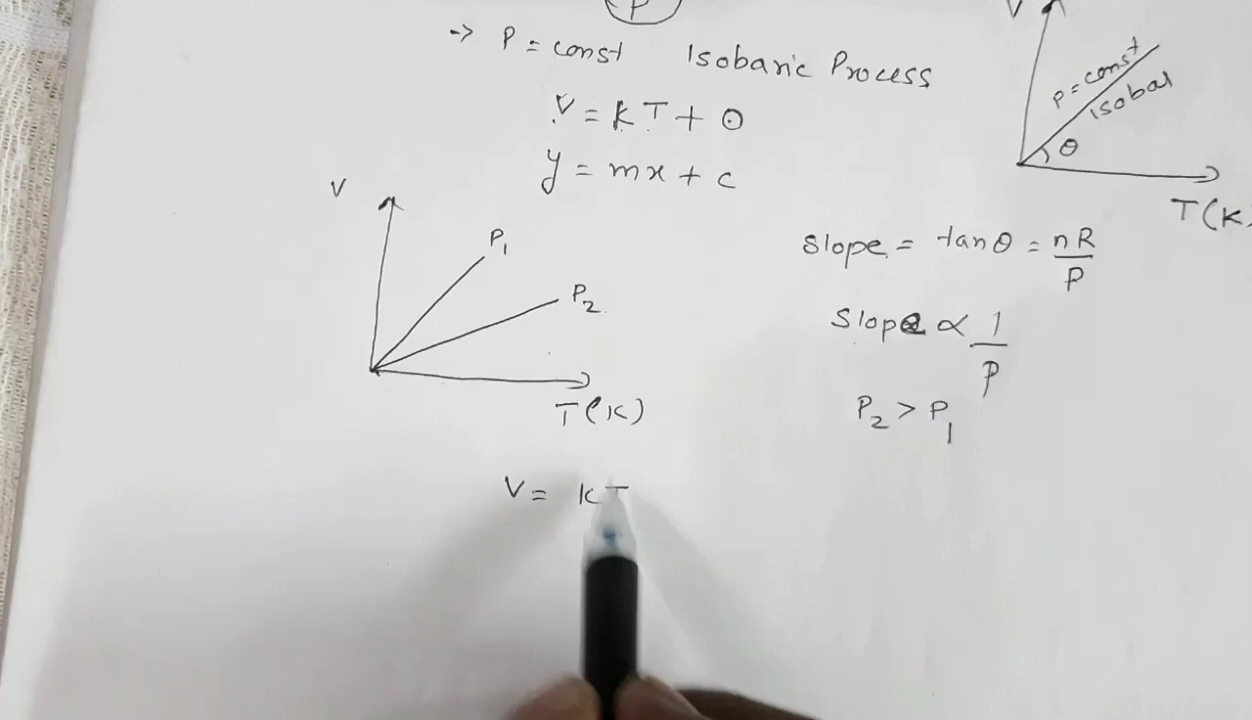 P
-> P = const Isobaric Process
V = kT + 0
y = mx + c
V
P = const
Isobar
θ
T(K)
V
P1
P2
T(K)
Slope = tanθ = nR/P
Slope ∝ 1/P
P2 > P1
V = kT